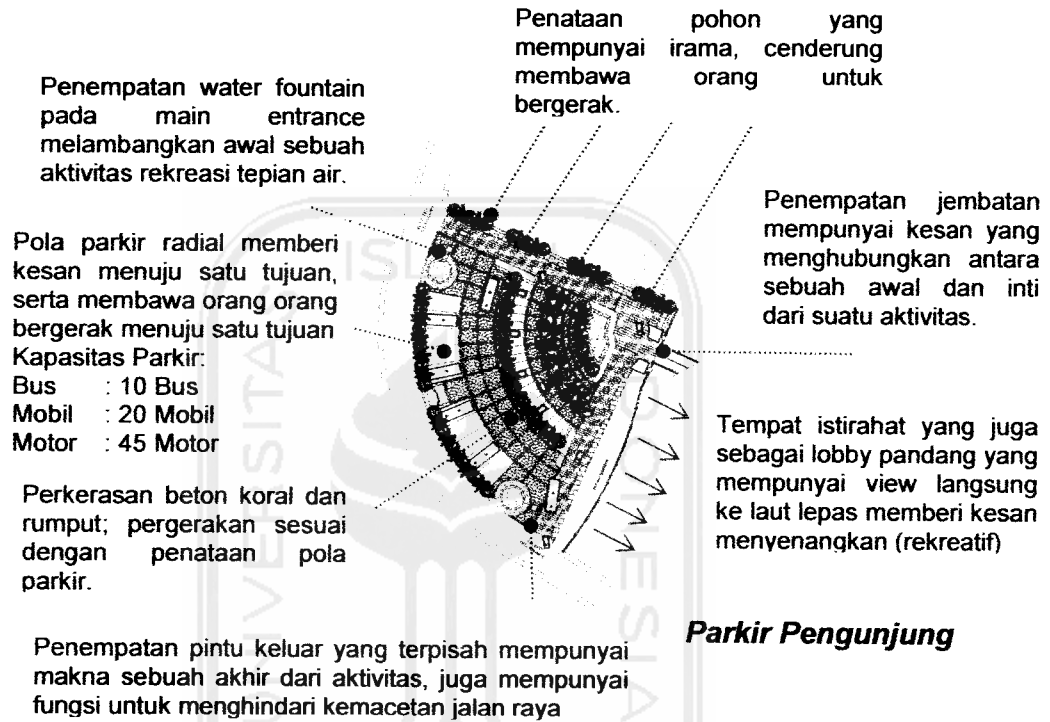 Penataan pohon yang
mempunyai irama, cenderung
membawa orang untuk
bergerak.
Penempatan water fountain
pada main entrance
melambangkan awal sebuah
aktivitas rekreasi tepian air.
Penempatan jembatan
mempunyai kesan yang
menghubungkan antara
sebuah awal dan inti
dari suatu aktivitas.
Pola parkir radial memberi
kesan menuju satu tujuan,
serta membawa orang orang
bergerak menuju satu tujuan
Kapasitas Parkir:
Bus : 10 Bus
Mobil : 20 Mobil
Motor : 45 Motor
Tempat istirahat yang juga
sebagai lobby pandang yang
mempunyai view langsung
ke laut lepas memberi kesan
menyenangkan (rekreatif)
Perkerasan beton koral dan
rumput; pergerakan sesuai
dengan penataan pola
parkir.
Parkir Pengunjung
Penempatan pintu keluar yang terpisah mempunyai
makna sebuah akhir dari aktivitas, juga mempunyai
fungsi untuk menghindari kemacetan jalan raya